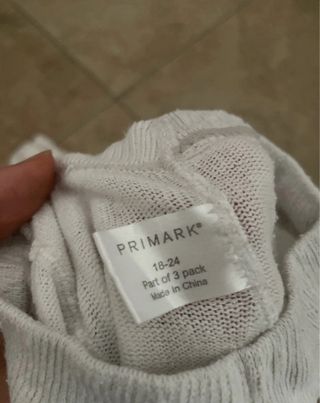 PRIMARK®
18-24
Part of 3 pack
Made in China